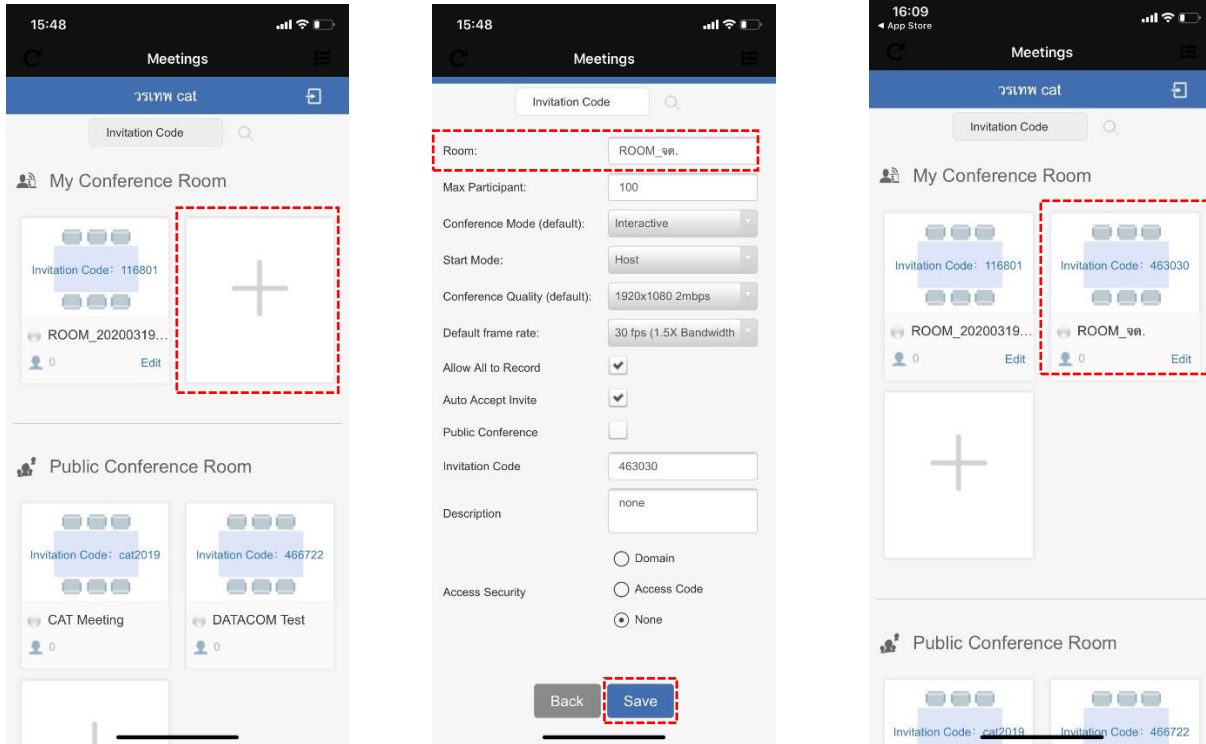 15:48
Meetings
วรเทพ cat
Invitation Code
My Conference Room
Invitation Code: 116801
ROOM_20200319...
0
Edit
Public Conference Room
Invitation Code: cat2019
CAT Meeting
0
Invitation Code: 466722
DATACOM Test
0
15:48
Meetings
Invitation Code
Room: ROOM_จต.
Max Participant: 100
Conference Mode (default): Interactive
Start Mode: Host
Conference Quality (default): 1920x1080 2mbps
Default frame rate: 30 fps (1.5X Bandwidth
Allow All to Record
Auto Accept Invite
Public Conference
Invitation Code 463030
Description none
Access Security
Domain
Access Code
None
Back Save
16:09
◄ App Store
Meetings
วรเทพ cat
Invitation Code
My Conference Room
Invitation Code: 116801
ROOM_20200319...
0
Edit
Invitation Code: 463030
ROOM_จต.
0
Edit
Public Conference Room
Invitation Code: cat2019
Invitation Code: 466722